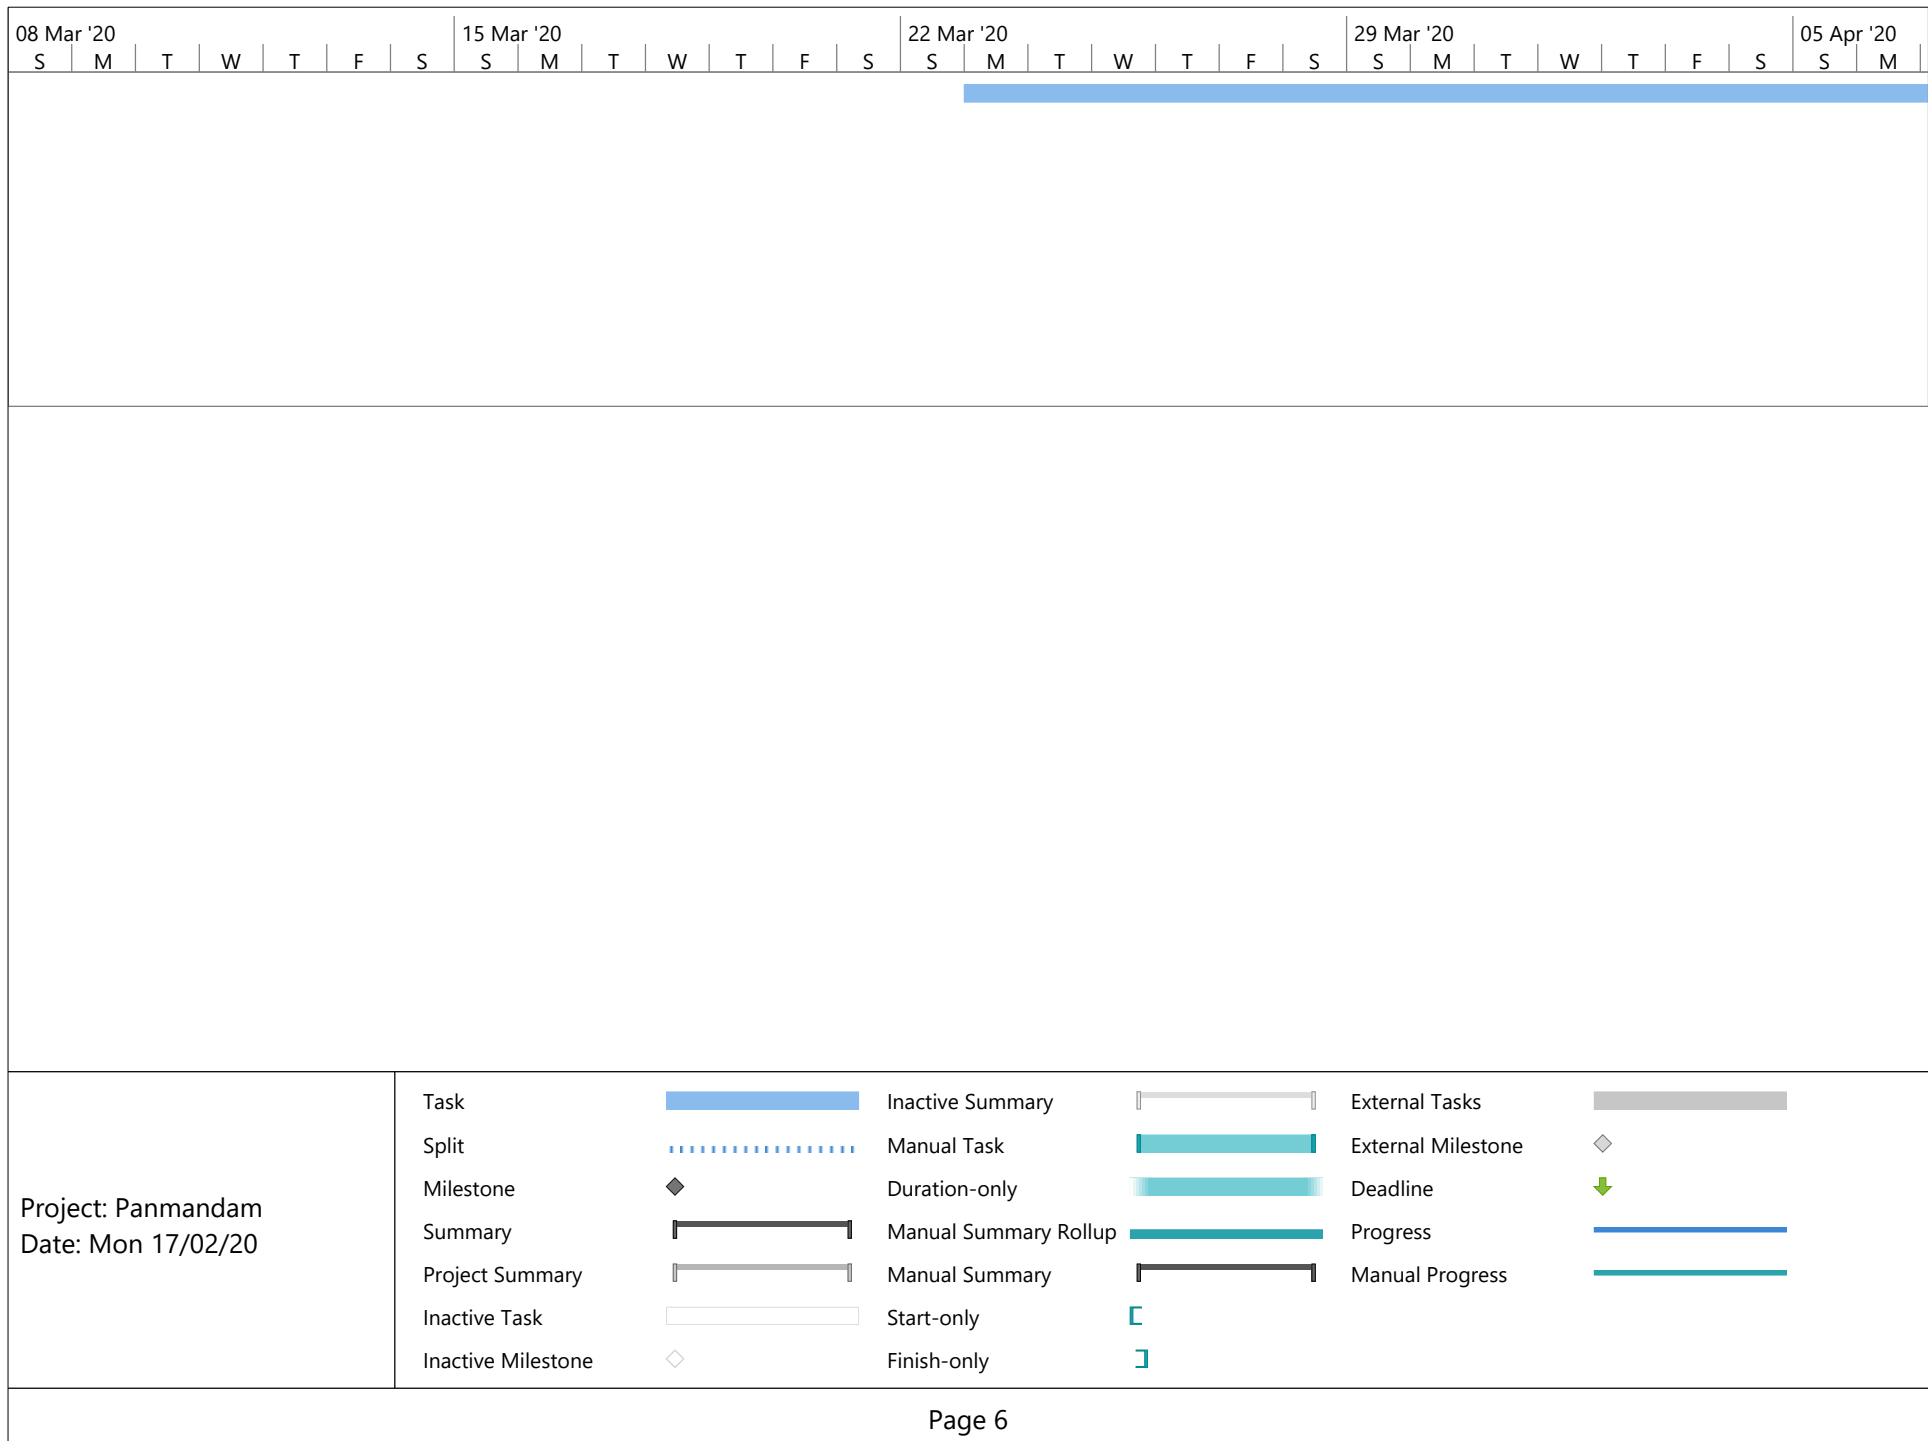 08 Mar '20 15 Mar '20 22 Mar '20 29 Mar '20 05 Apr '20
S M T W T F S S M T W T F S S M T W T F S S M T W T F S S M
Task Inactive Summary External Tasks
Split Manual Task External Milestone
Milestone Duration-only Deadline
Project: Panmandam
Summary Manual Summary Rollup Progress
Date: Mon 17/02/20
Project Summary Manual Summary Manual Progress
Inactive Task Start-only
Inactive Milestone Finish-only
Page 6